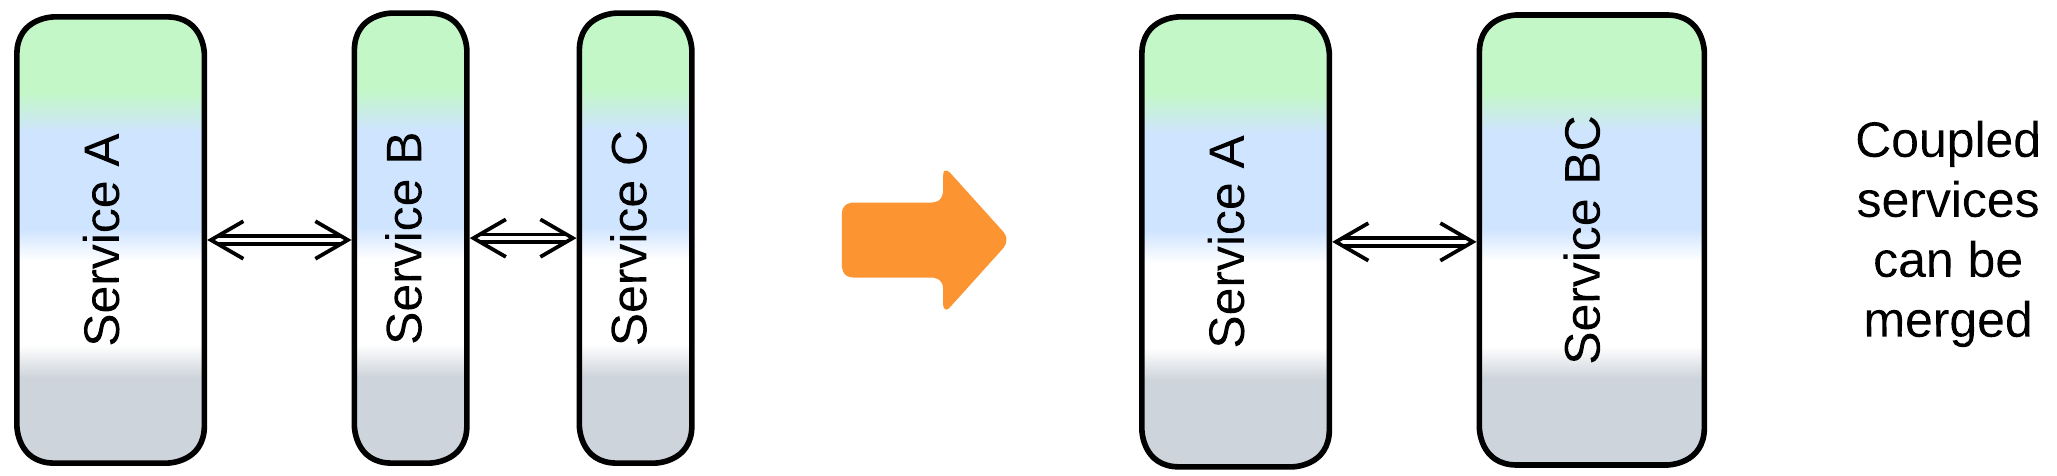 Service A
Service B
Service C
Service A
Service BC
Coupled
services
can be
merged